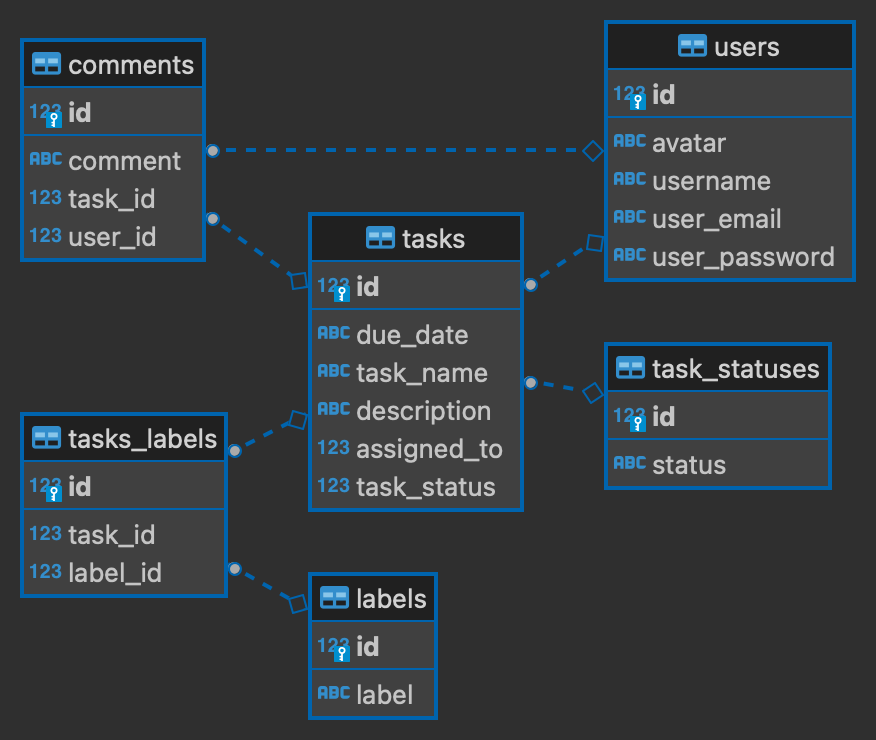 comments
123 id
ABC comment
123 task_id
123 user_id
users
123 id
ABC avatar
ABC username
ABC user_email
ABC user_password
tasks
123 id
ABC due_date
ABC task_name
ABC description
123 assigned_to
123 task_status
task_statuses
123 id
ABC status
tasks_labels
123 id
123 task_id
123 label_id
labels
123 id
ABC label